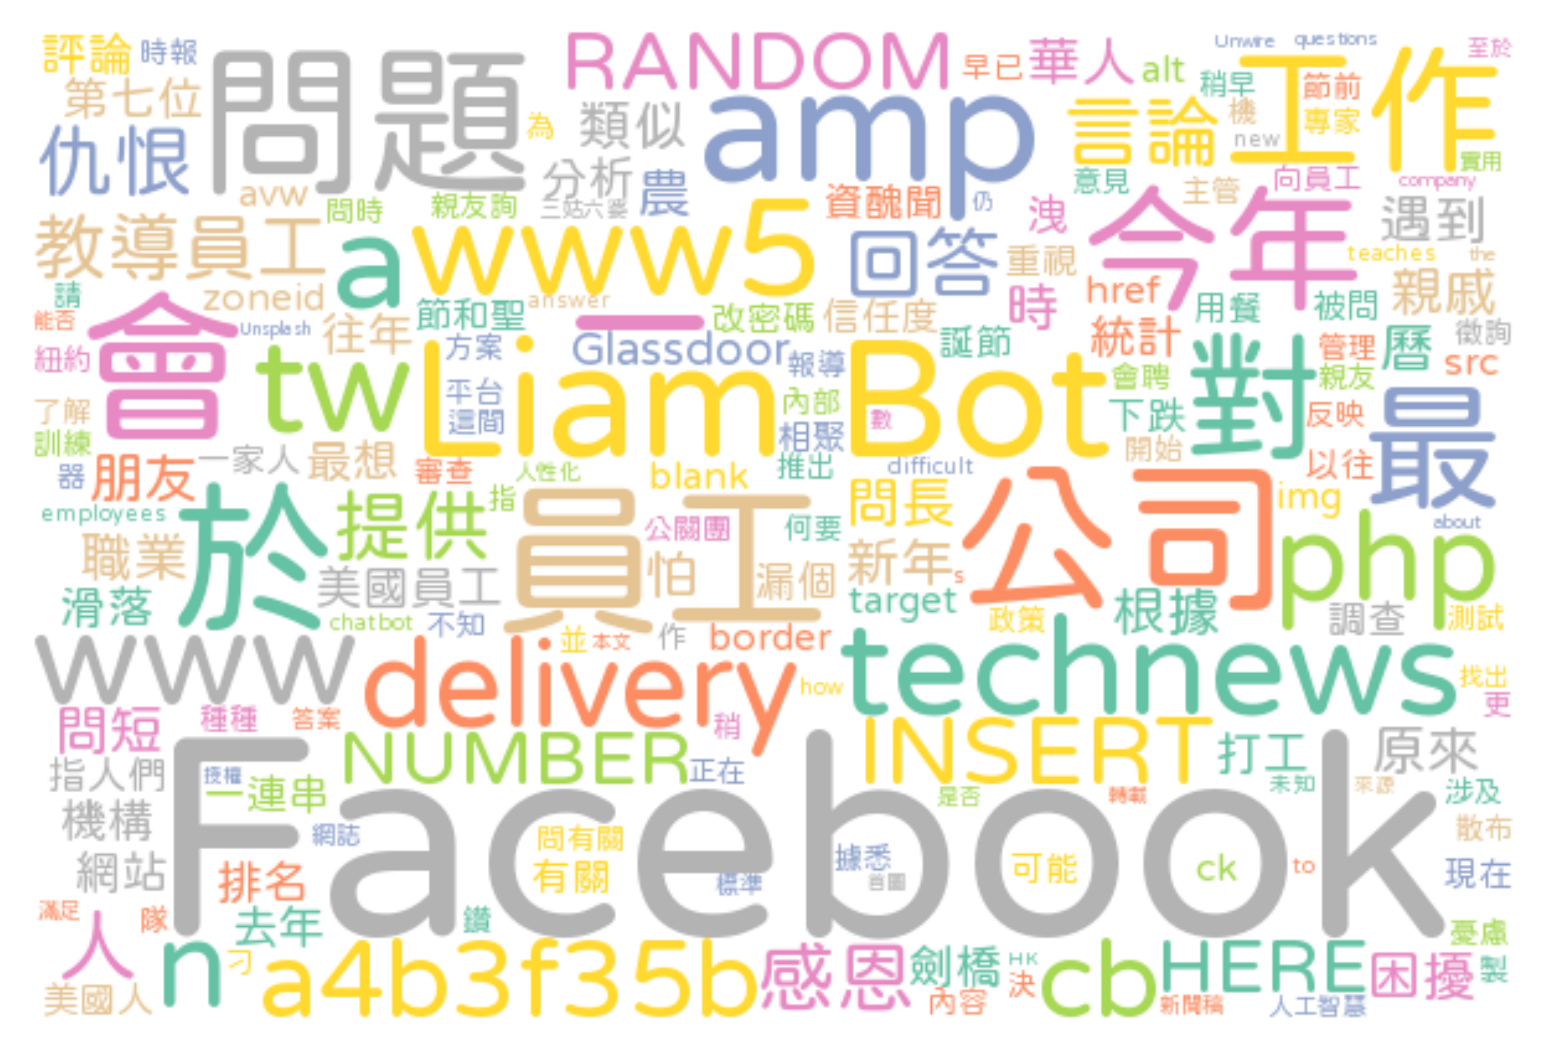 評論 時報 RANDOM 早已 華人 alt Unwire questions 至於
第七位 問題 類似 amp 言論 稍早 機 工作 節前
仇恨 為 分析 農 new 專家 實用
avw 問時 親友詢 三姑六婆 資醜聞 仍 洩 意見 主管 向員工 company
教導員工 a www5 回答 重視 今年 遇到
teaches the
請 zoneid 節和聖 answer 一 改密碼 信任度 時 href 用餐 被問 親戚
能否 會 Unsplash 往年 方案 Glassdoor 報導 誕節 統計 管理 曆 徵詢
紐約 tw 平台 Liam Bot 會聘 對 親友 src
了解 這間 內部 數 相聚 下跌 反映 最
訓練 一家人 最想 審查 人性化 blank 推出 difficult 開始 以往
器 朋友 於 提供 指 員工 問長 公司 img
employees 公關團 何要 about
職業 美國員工 怕 漏個 新年 s php
滑落 chatbot 不知 target 政策 根據 調查 測試
www delivery 並 本文 作 border technews
how 找出
問短 種種 答案 稍 更
指人們 NUMBER 正在 INSERT 打工 原來
授權 一連串 Facebook 是否 轉載 未知 來源 涉及
機構 網誌 問有關 散布
網站 排名 有關 標準 據悉 首圖 可能 ck to 現在
滿足 人 隊 去年 鑽 憂慮
n 刁 a4b3f35b 感恩 劍橋 HK 決 cb HERE 困擾 製
美國人 內容 新聞稿 人工智慧